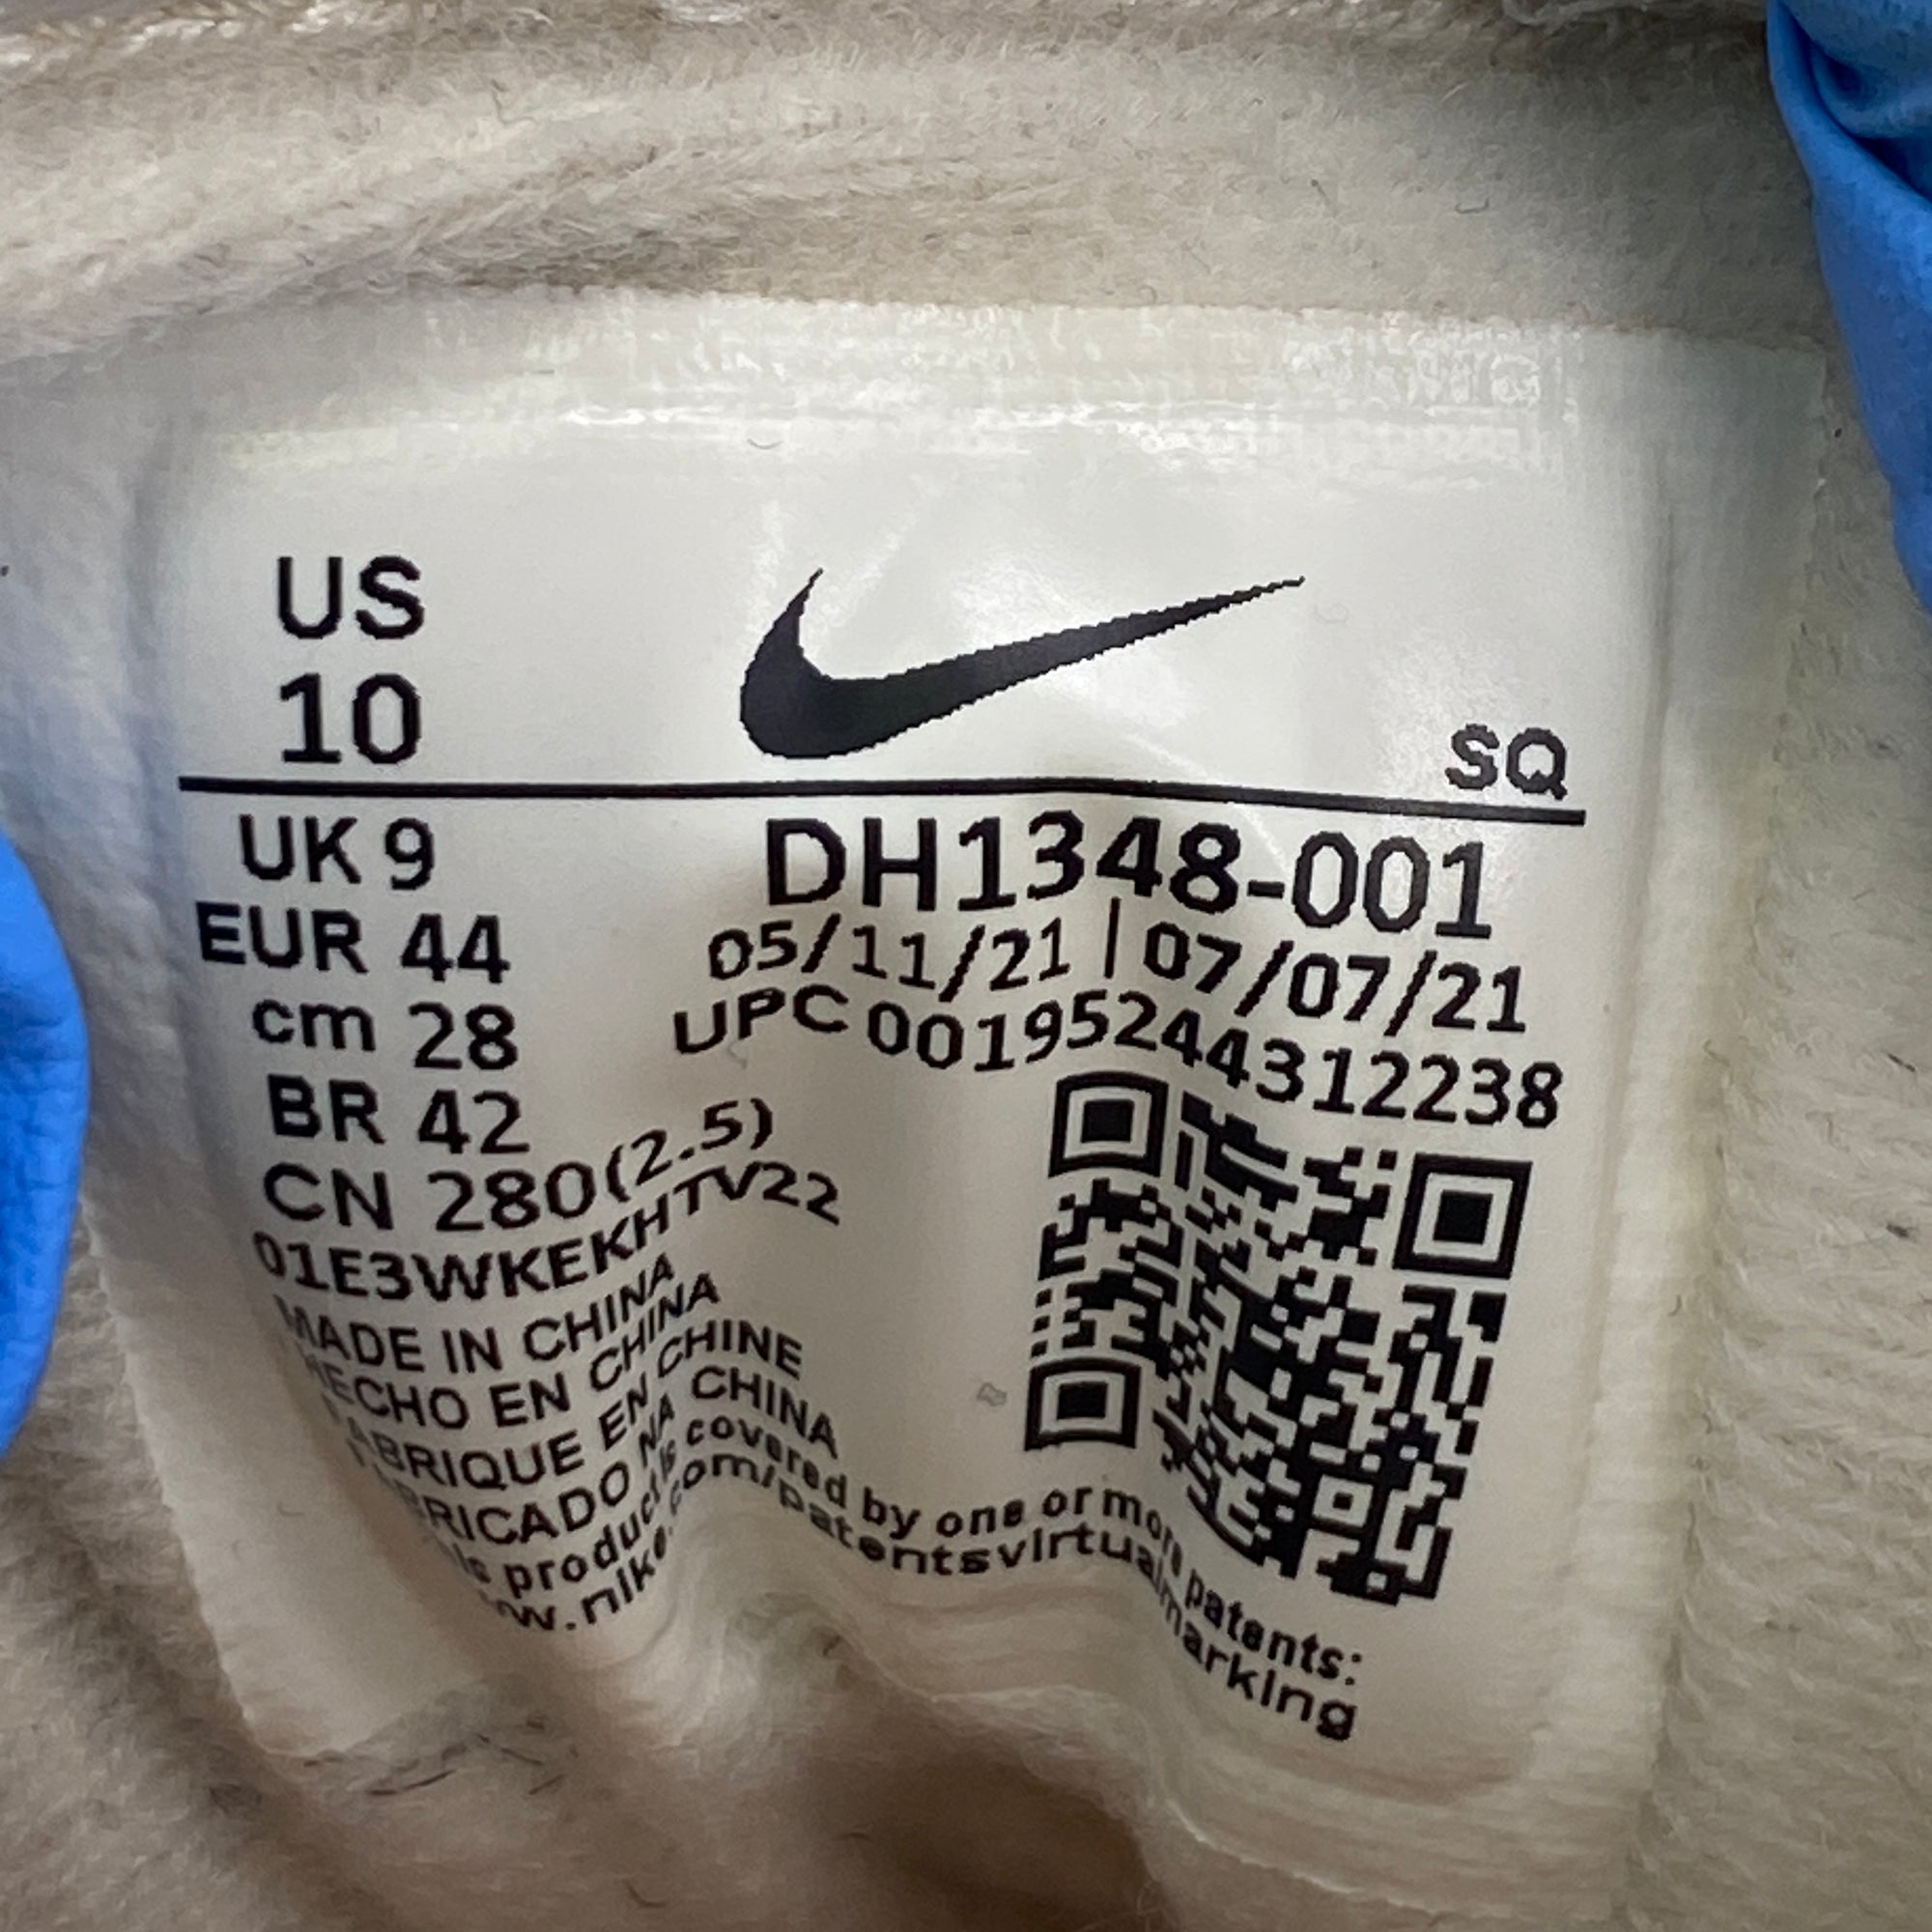 US
10
SQ
UK 9
EUR 44
cm 28
BR 42
CN 280(2.5)
01E3WKEKHTV22
DH1348-001
05/11/21 | 07/07/21
UPC 00195244312238
MADE IN CHINA
HECHO EN CHINA
FABRIQUE EN CHINE
FABRICADO NA CHINA
This product is covered by one or more patents:
www.nike.com/patentsvirtualmarking